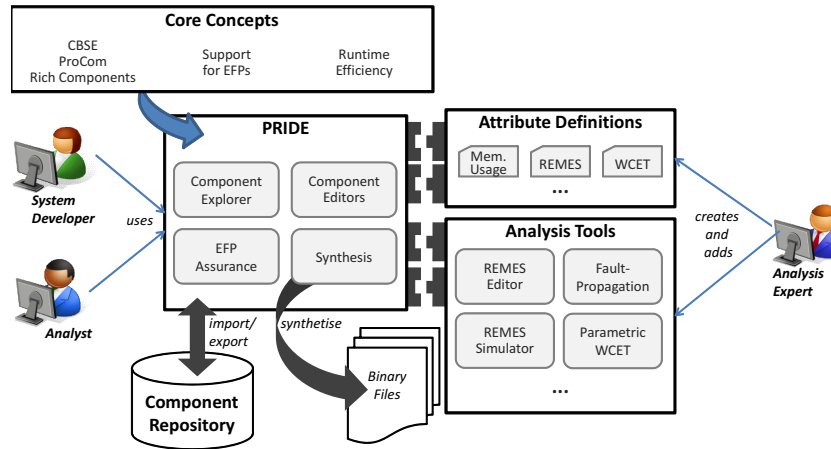 Core Concepts
CBSE
ProCom
Rich Components
Support
for EFPs
Runtime
Efficiency
PRIDE
Component
Explorer
Component
Editors
EFP
Assurance
Synthesis
Attribute Definitions
Mem.
Usage
REMES
WCET
...
Analysis Tools
REMES
Editor
Fault-
Propagation
REMES
Simulator
Parametric
WCET
...
System
Developer
uses
Analyst
creates
and
adds
Analysis
Expert
import/
export
synthetise
Binary
Files
Component
Repository